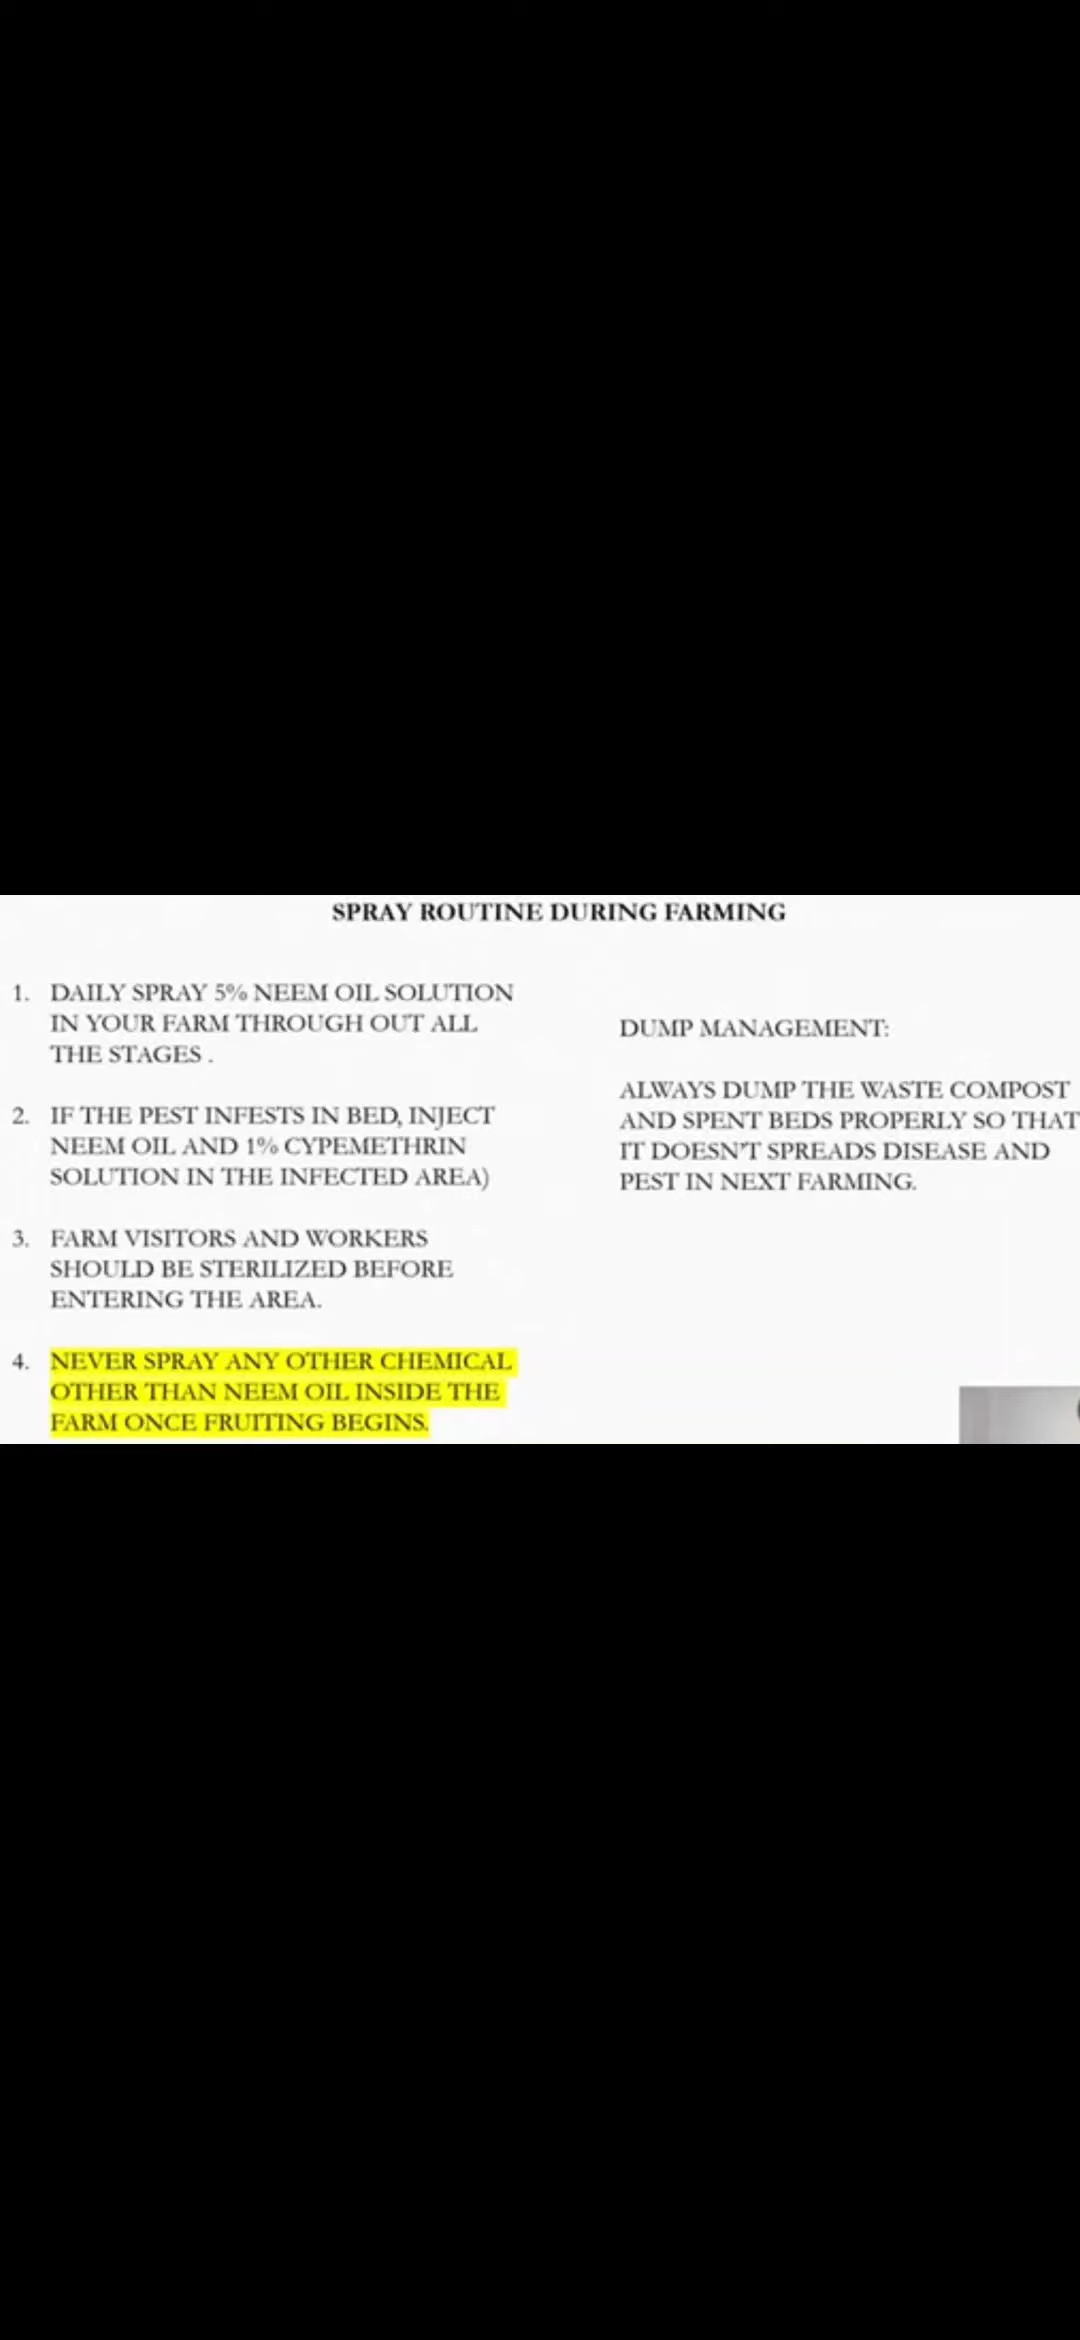 SPRAY ROUTINE DURING FARMING
1. DAILY SPRAY 5% NEEM OIL SOLUTION
IN YOUR FARM THROUGH OUT ALL
THE STAGES .
2. IF THE PEST INFESTS IN BED, INJECT
NEEM OIL AND 1% CYPEMETHRIN
SOLUTION IN THE INFECTED AREA)
3. FARM VISITORS AND WORKERS
SHOULD BE STERILIZED BEFORE
ENTERING THE AREA.
4. NEVER SPRAY ANY OTHER CHEMICAL
OTHER THAN NEEM OIL INSIDE THE
FARM ONCE FRUITING BEGINS.
DUMP MANAGEMENT:
ALWAYS DUMP THE WASTE COMPOST
AND SPENT BEDS PROPERLY SO THAT
IT DOESN'T SPREADS DISEASE AND
PEST IN NEXT FARMING.